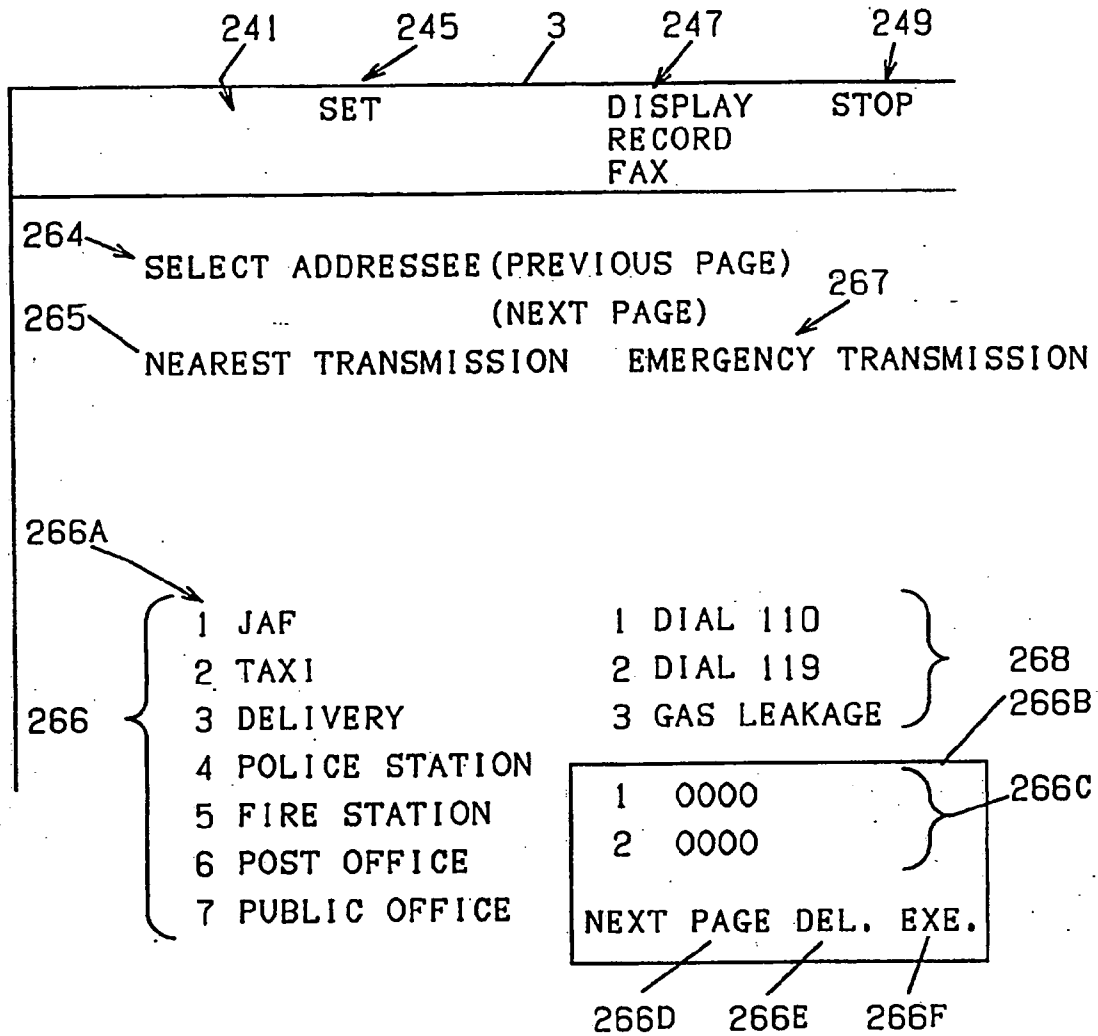 241 245 3 247 249
SET DISPLAY STOP
RECORD
FAX
264
SELECT ADDRESSEE (PREVIOUS PAGE)
267
265 (NEXT PAGE)
NEAREST TRANSMISSION EMERGENCY TRANSMISSION
266A
1 JAF 1 DIAL 110
2 TAXI 2 DIAL 119 268
266 3 DELIVERY 3 GAS LEAKAGE 266B
4 POLICE STATION
1 0000 266C
5 FIRE STATION
2 0000
6 POST OFFICE
7 PUBLIC OFFICE NEXT PAGE DEL. EXE.
266D 266E 266F